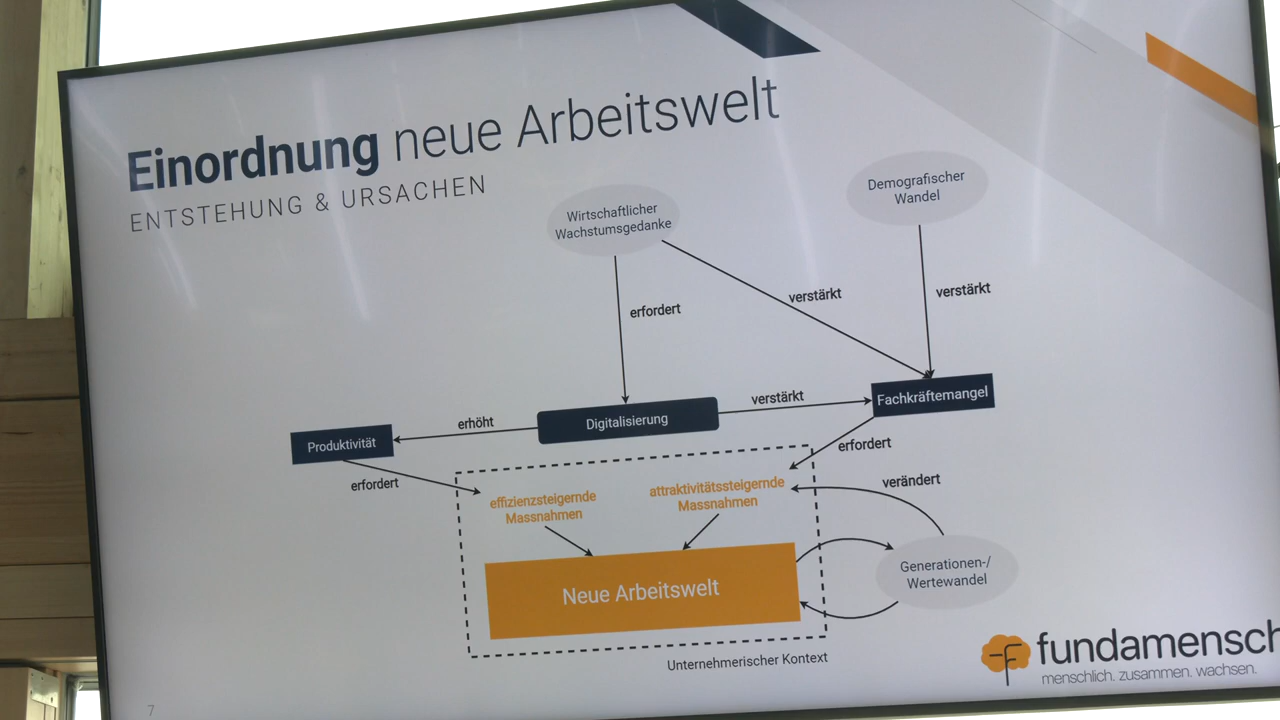 Einordnung neue Arbeitswelt
ENTSTEHUNG & URSACHEN
Wirtschaftlicher
Wachstumsgedanke
Demografischer
Wandel
erfordert
verstärkt
verstärkt
Produktivität
erhöht
Digitalisierung
verstärkt
Fachkräftemangel
erfordert
erfordert
effizienzsteigernde
Massnahmen
attraktivitätssteigernde
Massnahmen
verändert
Neue Arbeitswelt
Generationen-/
Wertewandel
Unternehmerischer Kontext
fundamensch
menschlich. zusammen. wachsen.
7